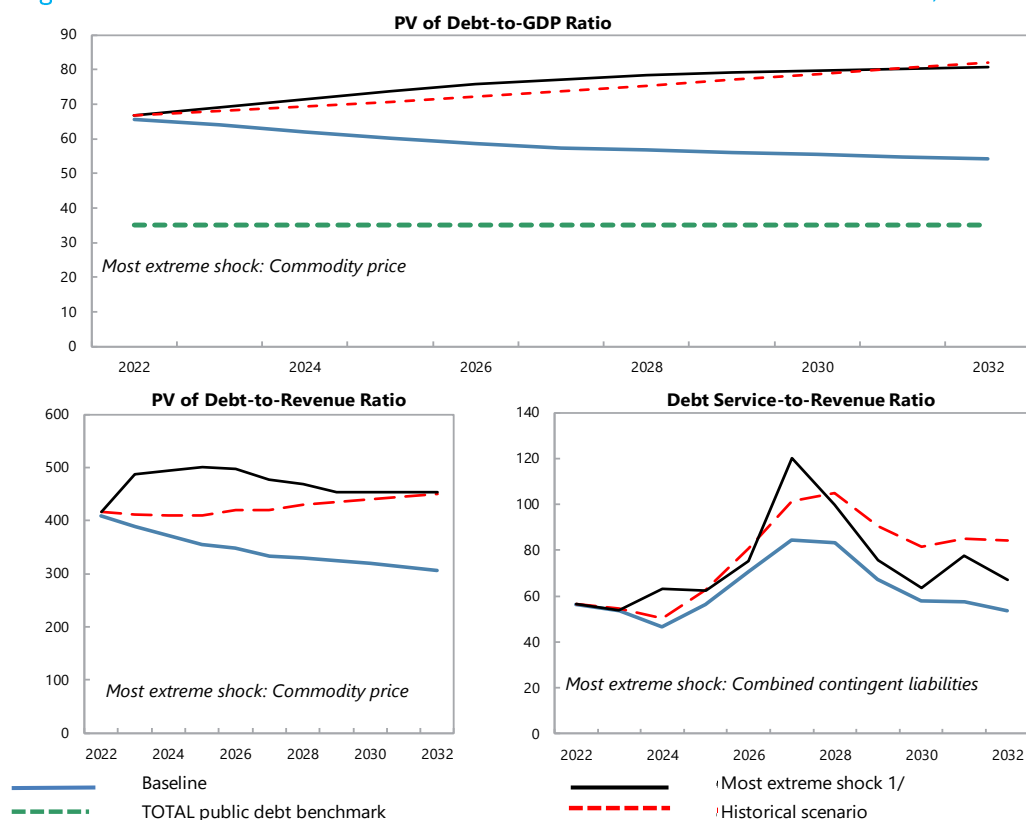 PV of Debt-to-GDP Ratio
90
80
70
60
50
40
30
20
10
0
Most extreme shock: Commodity price
2022 2024 2026 2028 2030 2032
PV of Debt-to-Revenue Ratio
600
500
400
300
200
100
0
Most extreme shock: Commodity price
2022 2024 2026 2028 2030 2032
Debt Service-to-Revenue Ratio
140
120
100
80
60
40
20
0
Most extreme shock: Combined contingent liabilities
2022 2024 2026 2028 2030 2032
Baseline
Most extreme shock 1/
TOTAL public debt benchmark
Historical scenario